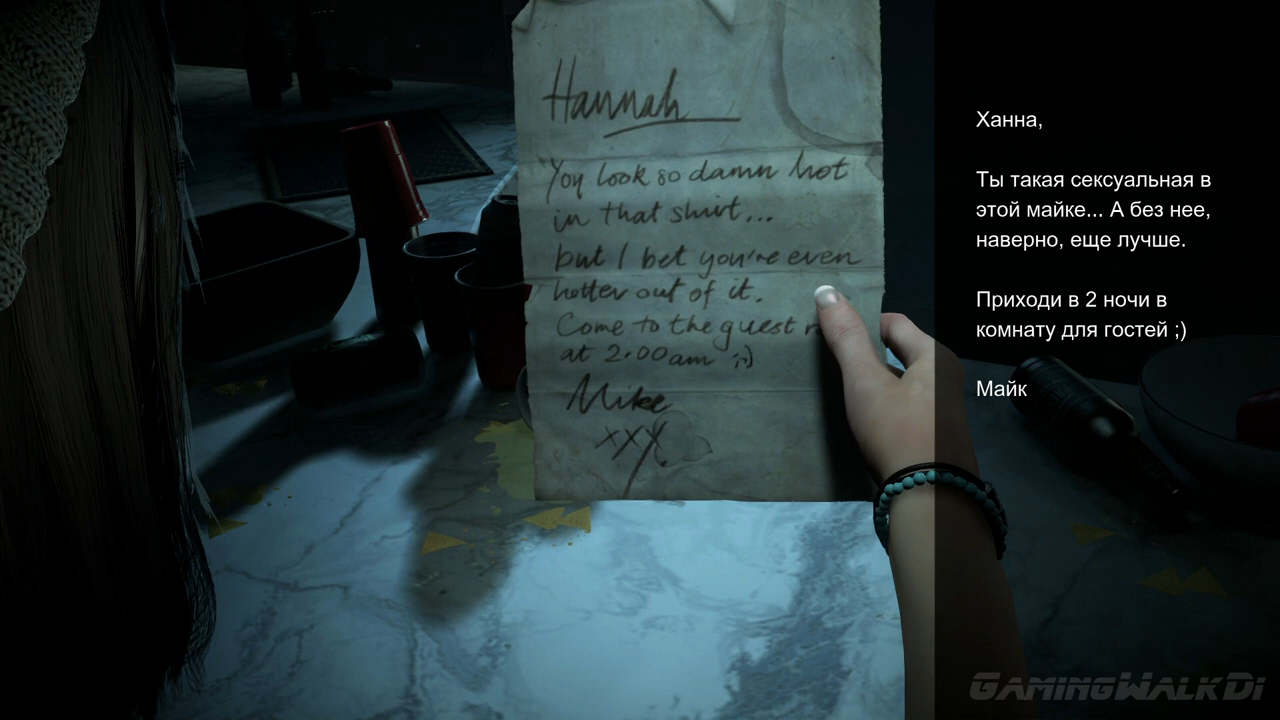 Hannah
You look so damn hot
in that shirt...
but I bet you're even
hotter out of it.
Come to the guest
at 2.00am ;)
Mike
xxx
Ханна,
Ты такая сексуальная в
этой майке... А без нее,
наверно, еще лучше.
Приходи в 2 ночи в
комнату для гостей ;)
Майк
GamingWalkDi